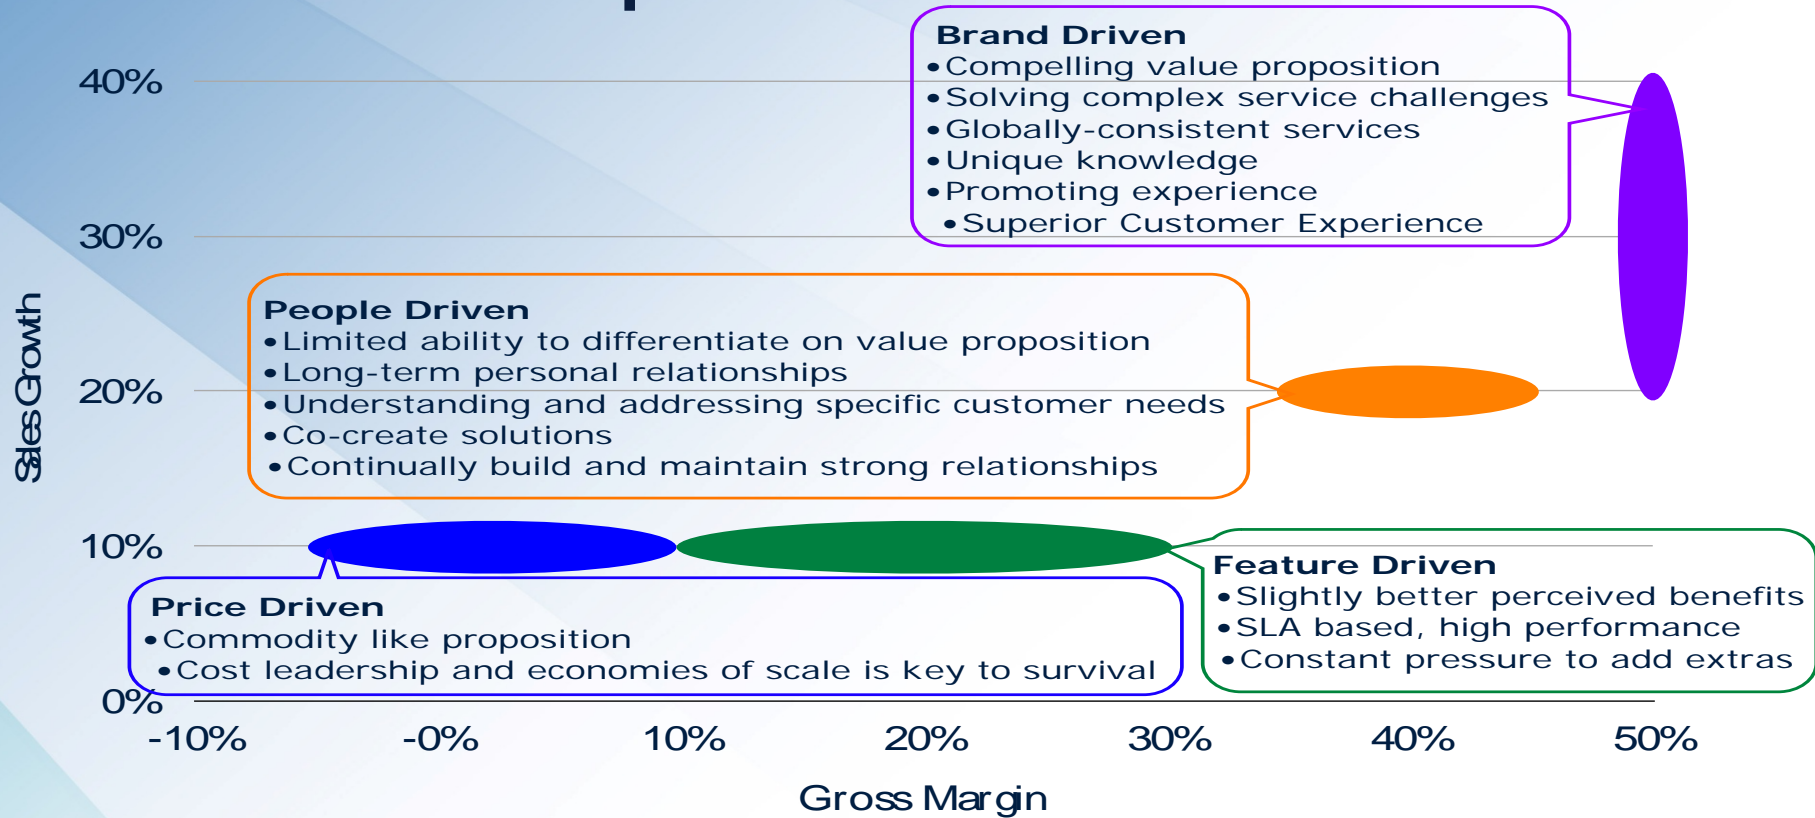 Brand Driven
•Compelling value proposition
•Solving complex service challenges
•Globally-consistent services
•Unique knowledge
•Promoting experience
•Superior Customer Experience
People Driven
•Limited ability to differentiate on value proposition
•Long-term personal relationships
•Understanding and addressing specific customer needs
•Co-create solutions
•Continually build and maintain strong relationships
Price Driven
•Commodity like proposition
•Cost leadership and economies of scale is key to survival
Feature Driven
•Slightly better perceived benefits
•SLA based, high performance
•Constant pressure to add extras
40%
30%
20%
10%
0%
Sales Growth
-10%
-0%
10%
20%
30%
40%
50%
Gross Margin